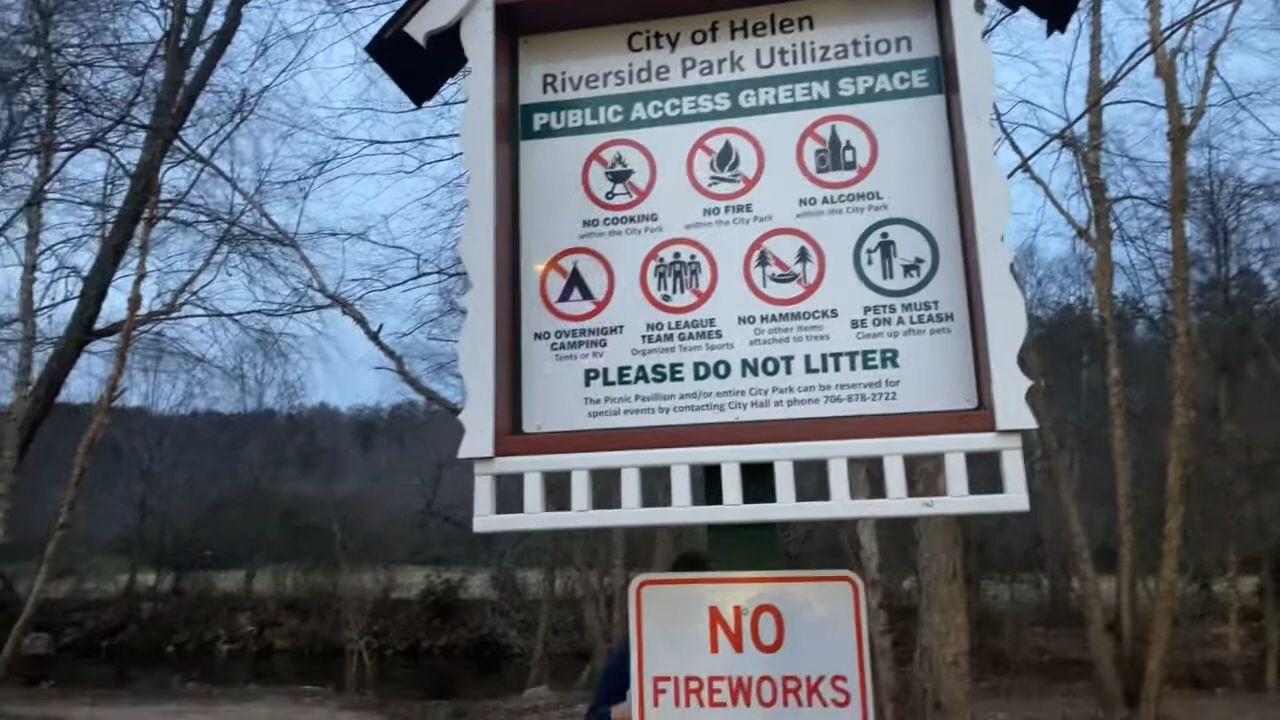 City of Helen
Riverside Park Utilization
PUBLIC ACCESS GREEN SPACE
NO COOKING
within the City Park
NO FIRE
within the City Park
NO ALCOHOL
within the City Park
NO OVERNIGHT
CAMPING
Tents or RV
NO LEAGUE
TEAM GAMES
Organized Team Sports
NO HAMMOCKS
Or other items
attached to trees
PETS MUST
BE ON A LEASH
Clean up after pets
PLEASE DO NOT LITTER
The Picnic Pavillion and/or entire City Park can be reserved for
special events by contacting City Hall at phone 706-878-2722
NO
FIREWORKS